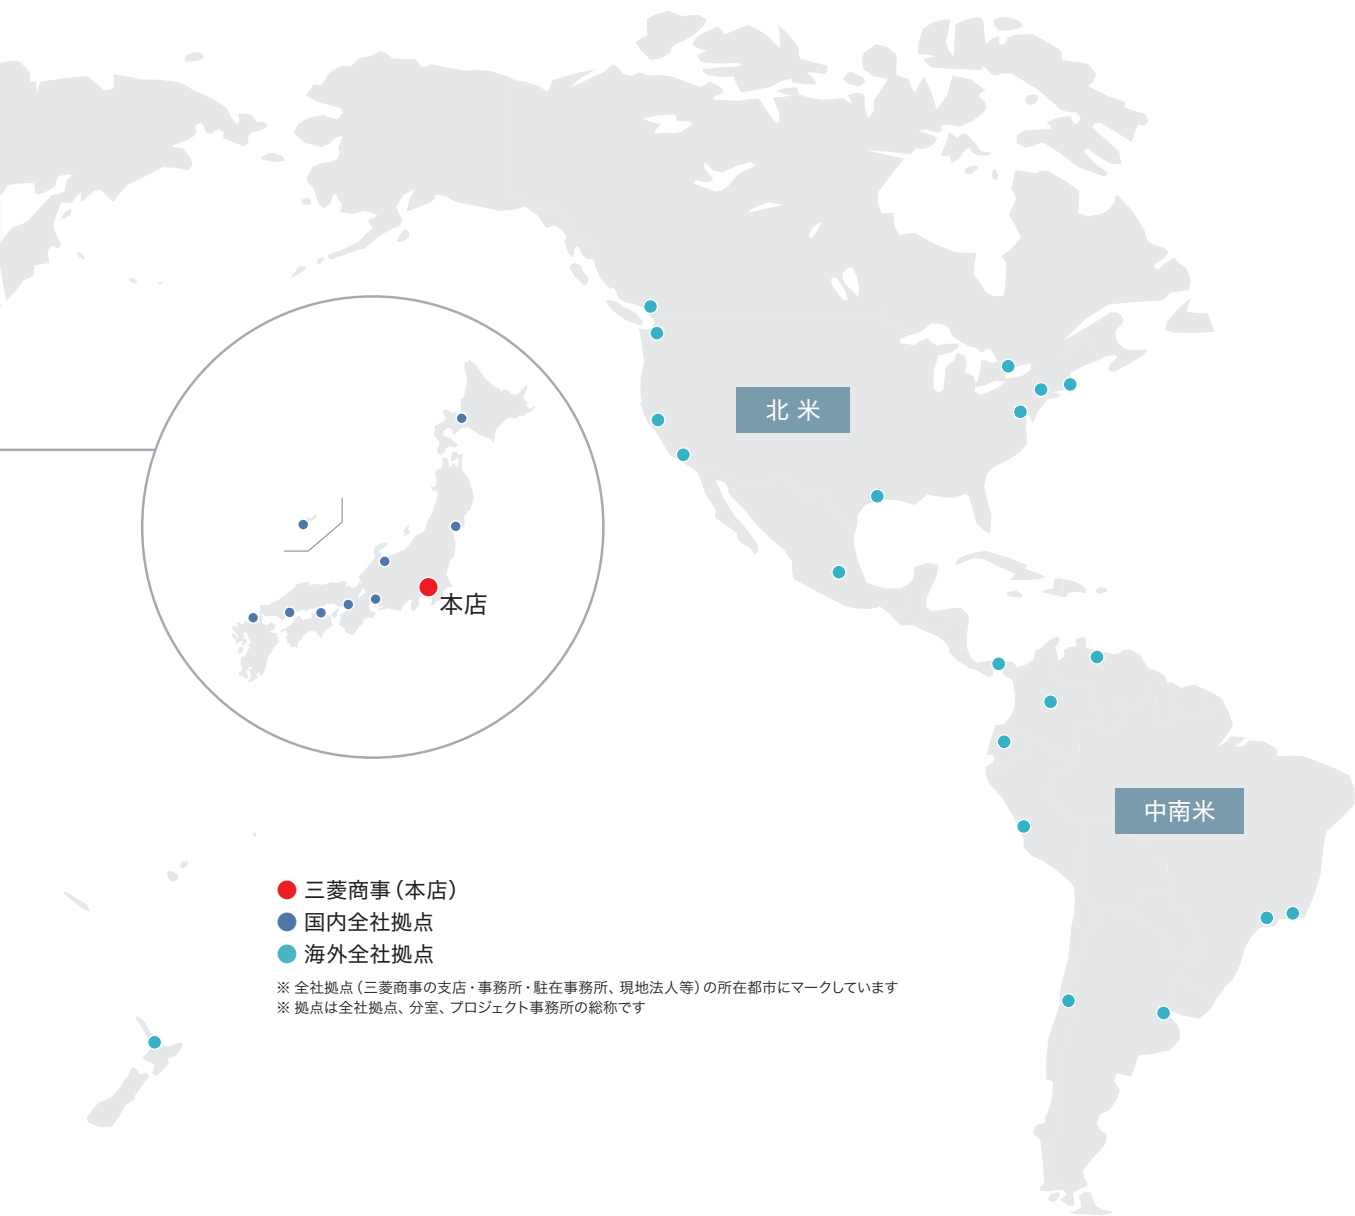 北米
本店
中南米
三菱商事（本店）
国内全社拠点
海外全社拠点
※ 全社拠点（三菱商事の支店・事務所・駐在事務所、現地法人等）の所在都市にマークしています
※ 拠点は全社拠点、分室、プロジェクト事務所の総称です